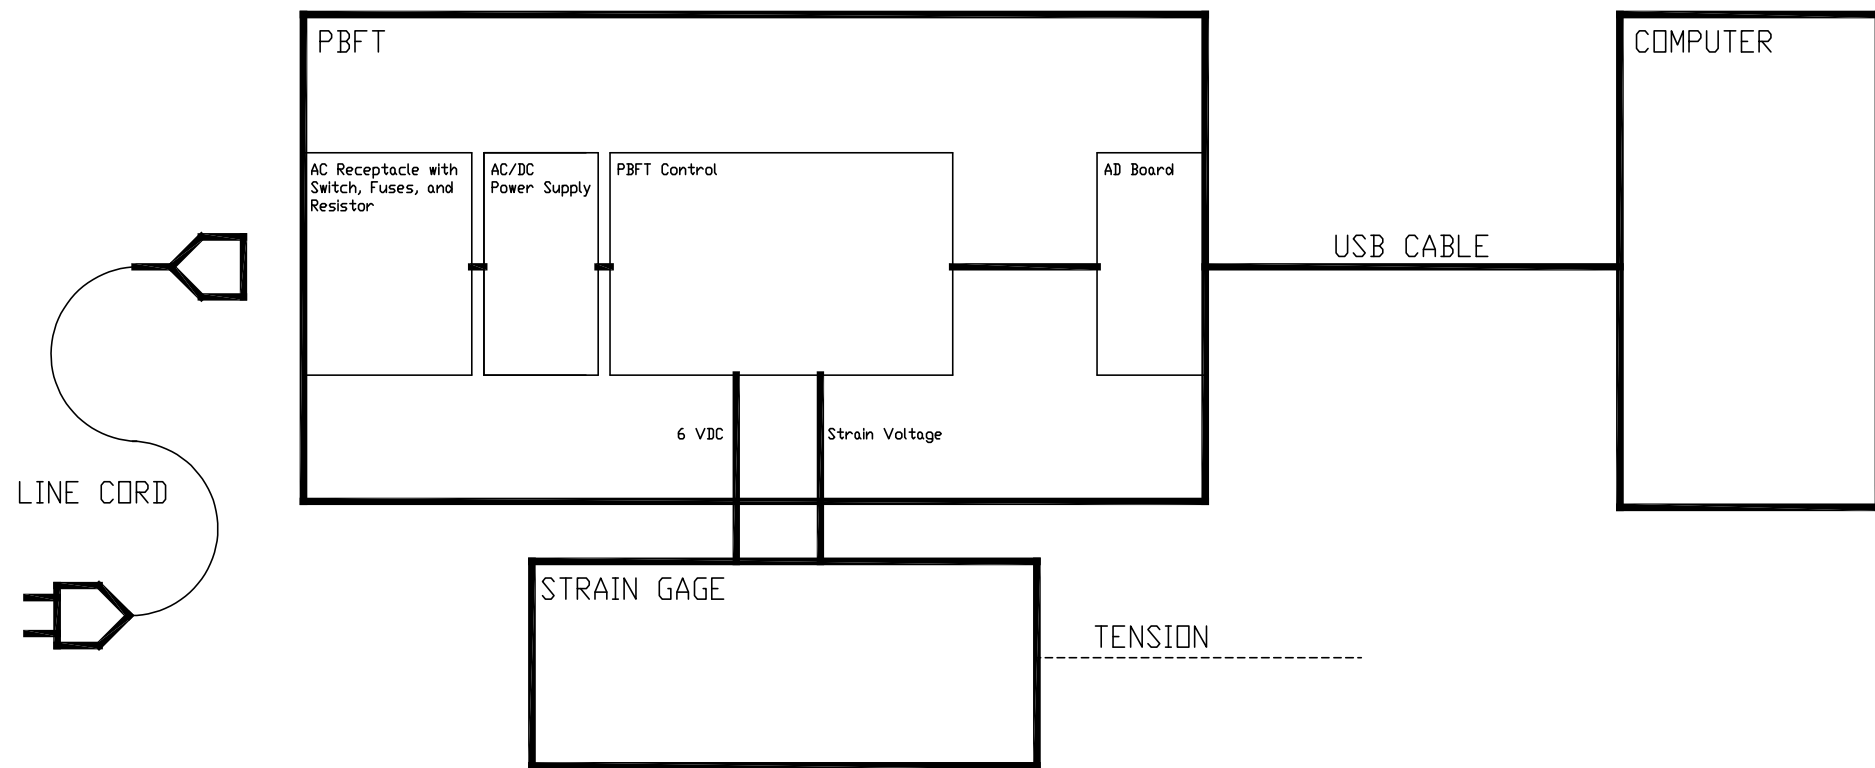 PBFT
COMPUTER
AC Receptacle with
Switch, Fuses, and
Resistor
AC/DC
Power Supply
PBFT Control
AD Board
USB CABLE
6 VDC
Strain Voltage
LINE CORD
STRAIN GAGE
TENSION